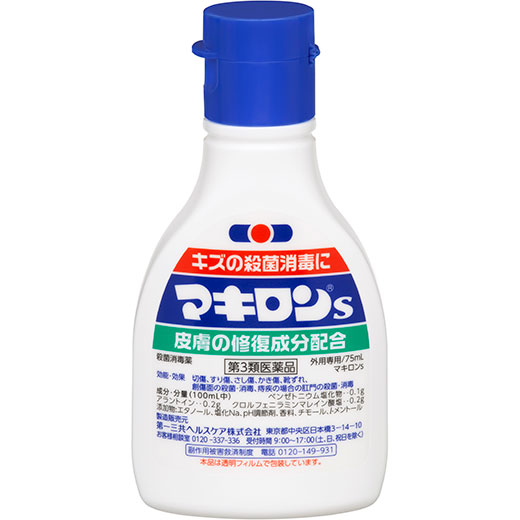 キズの殺菌消毒に
マキロン®s
皮膚の修復成分配合
殺菌消毒薬 第3類医薬品 外用専用/75mL
マキロンs
効能・効果 切傷、すり傷、さし傷、かき傷、靴ずれ、
創傷面の殺菌・消毒、痔疾の場合の肛門の殺菌・消毒
成分・分量(100mL中) ベンゼトニウム塩化物‥0.1g
アラントイン‥0.2g クロルフェニラミンマレイン酸塩‥0.2g
添加物:エタノール、塩化Na、pH調節剤、香料、チモール、l-メントール
製造販売元
第一三共ヘルスケア株式会社 東京都中央区日本橋3-14-10
お客様相談室 0120-337-336 受付時間 9:00〜17:00(土、日、祝日を除く)
副作用被害救済制度 電話 0120-149-931
本品は透明フィルムで包装しています。